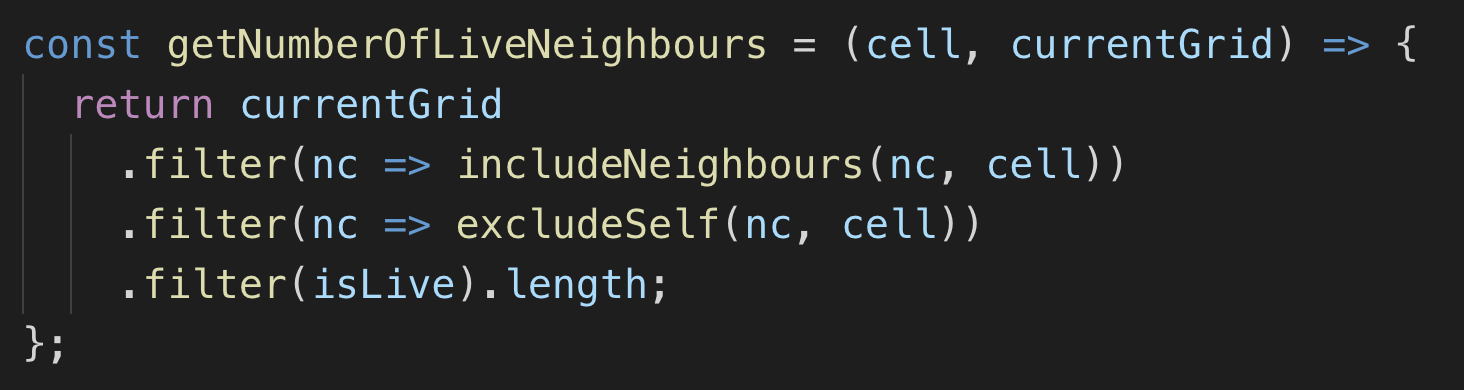 const getNumberOfLiveNeighbours = (cell, currentGrid) => {
  return currentGrid
    .filter(nc => includeNeighbours(nc, cell))
    .filter(nc => excludeSelf(nc, cell))
    .filter(isLive).length;
};